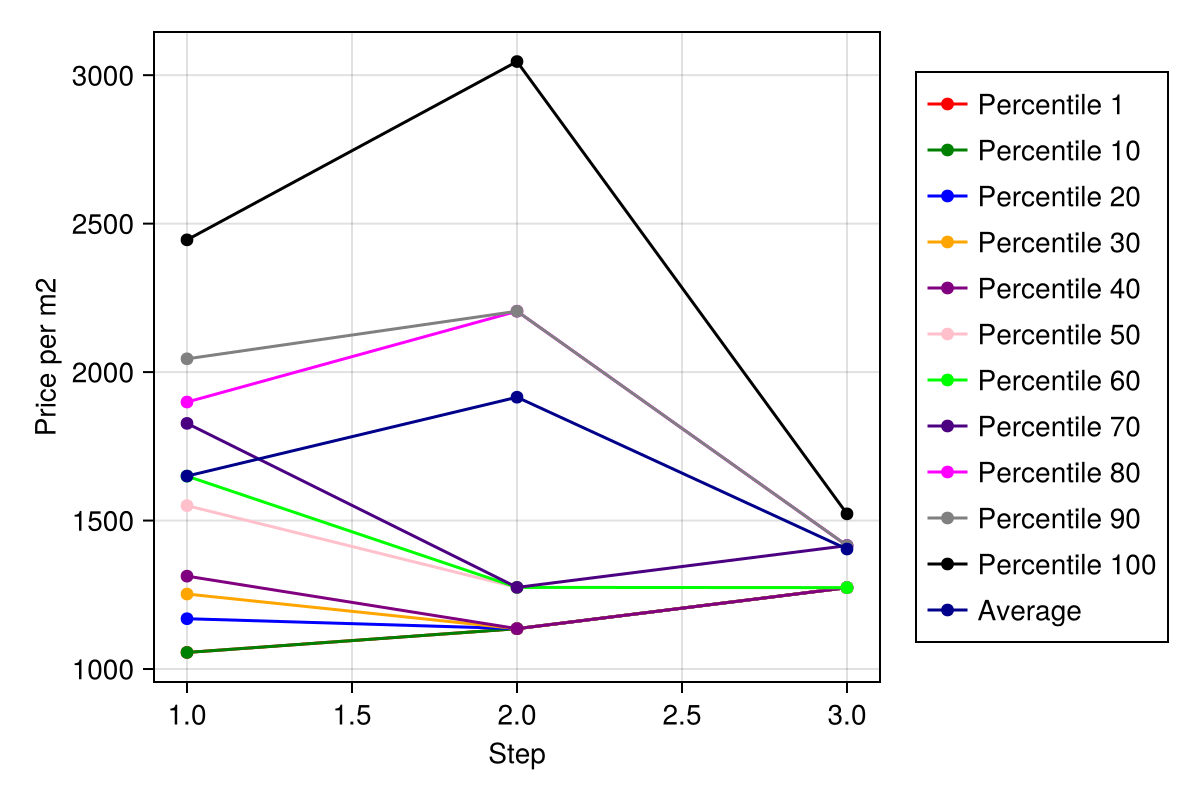 3000
2500
2000
1500
1000
Price per m2
1.0 1.5 2.0 2.5 3.0
Step
Percentile 1
Percentile 10
Percentile 20
Percentile 30
Percentile 40
Percentile 50
Percentile 60
Percentile 70
Percentile 80
Percentile 90
Percentile 100
Average